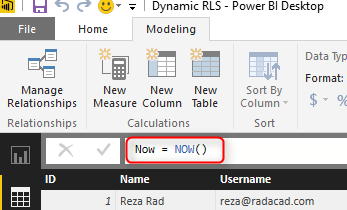 Dynamic RLS - Power BI Desktop
File Home Modeling
Manage Relationships New Measure New Column New Table Sort By Column Data Type
Format:
$ %
Relationships Calculations Sort
Now = NOW()
ID Name Username
1 Reza Rad reza@radacad.com